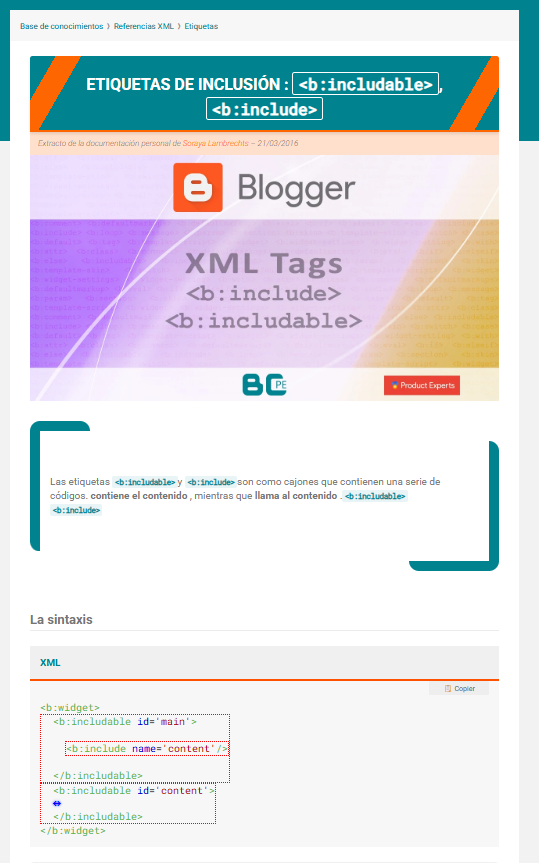 Base de conocimientos › Referencias XML › Etiquetas
ETIQUETAS DE INCLUSIÓN : <b:includable> ,
<b:include>
Extracto de la documentación personal de Soraya Lambrechts – 21/03/2016
Blogger
XML Tags
<b:include>
<b:includable>
PE
Product Experts
Las etiquetas <b:includable> y <b:include> son como cajones que contienen una serie de
códigos. contiene el contenido , mientras que llama al contenido . <b:includable>
<b:include>
La sintaxis
XML
Copier
<b:widget>
<b:includable id='main'>
<b:include name='content'/>
</b:includable>
<b:includable id='content'>
</b:includable>
</b:widget>